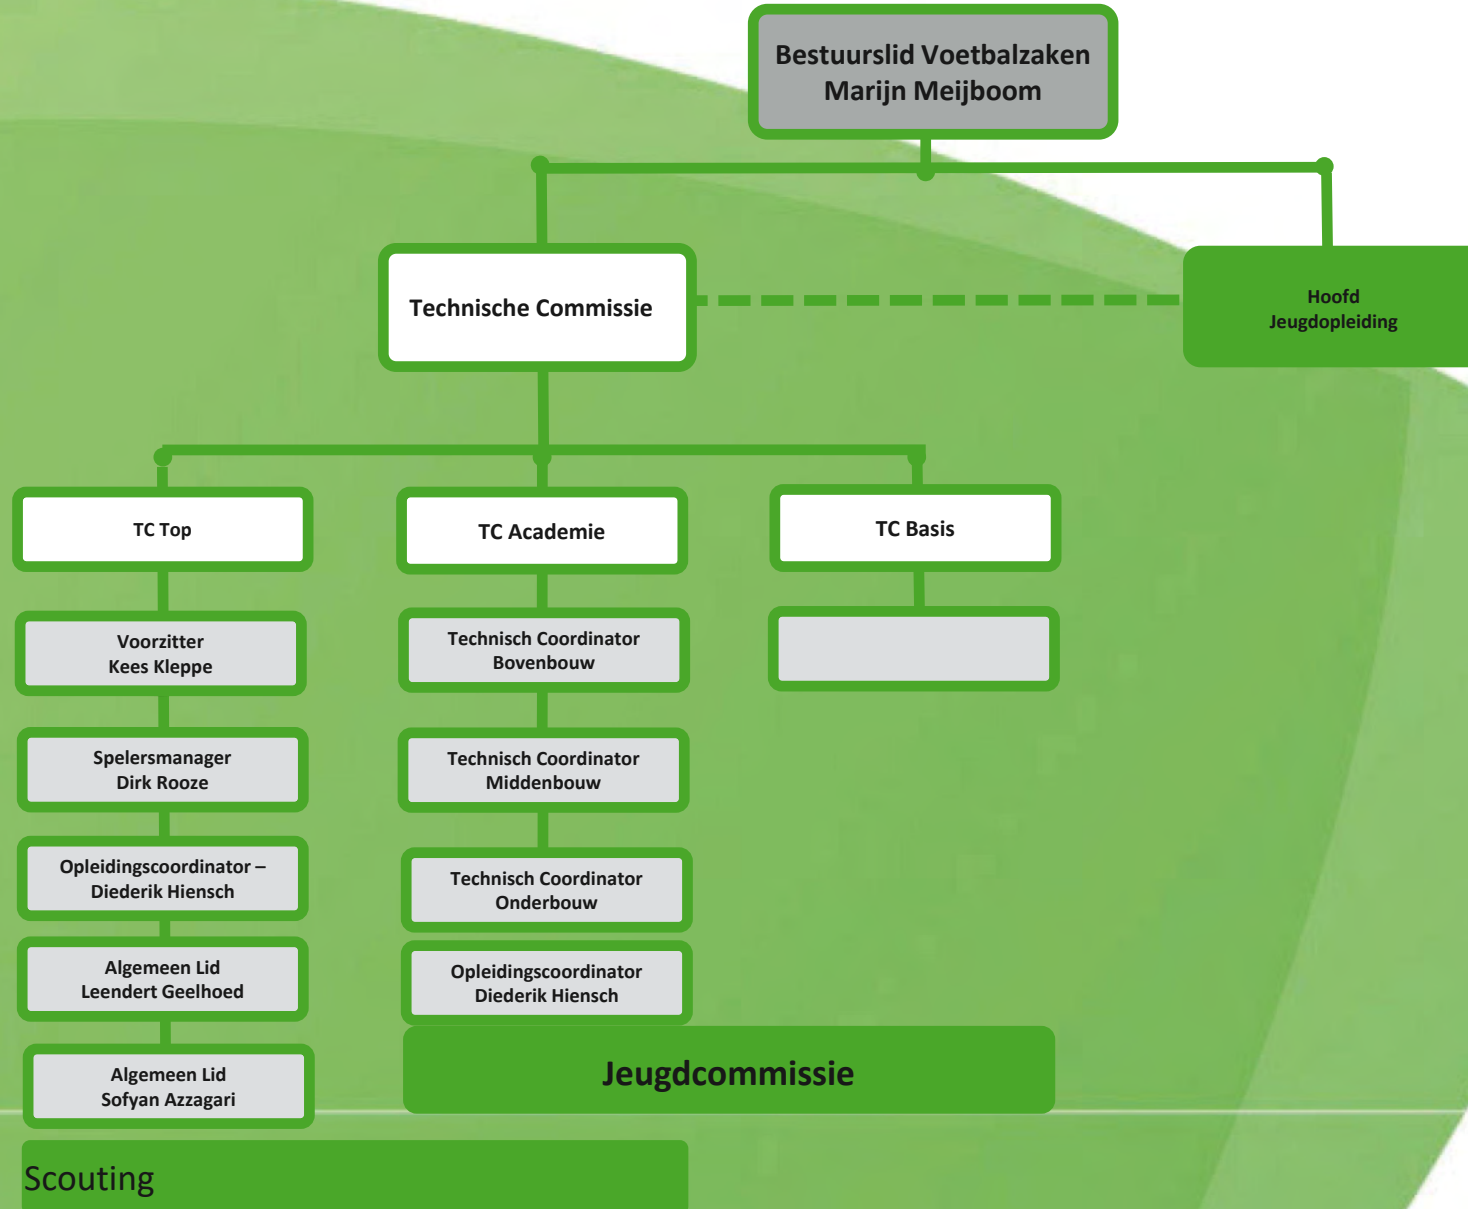 Bestuurslid Voetbalzaken
Marijn Meijboom
Technische Commissie
Hoofd
Jeugdopleiding
TC Top
TC Academie
TC Basis
Voorzitter
Kees Kleppe
Technisch Coordinator
Bovenbouw
Spelersmanager
Dirk Rooze
Technisch Coordinator
Middenbouw
Opleidingscoordinator –
Diederik Hiensch
Technisch Coordinator
Onderbouw
Algemeen Lid
Leendert Geelhoed
Opleidingscoordinator
Diederik Hiensch
Jeugdcommissie
Algemeen Lid
Sofyan Azzagari
Scouting